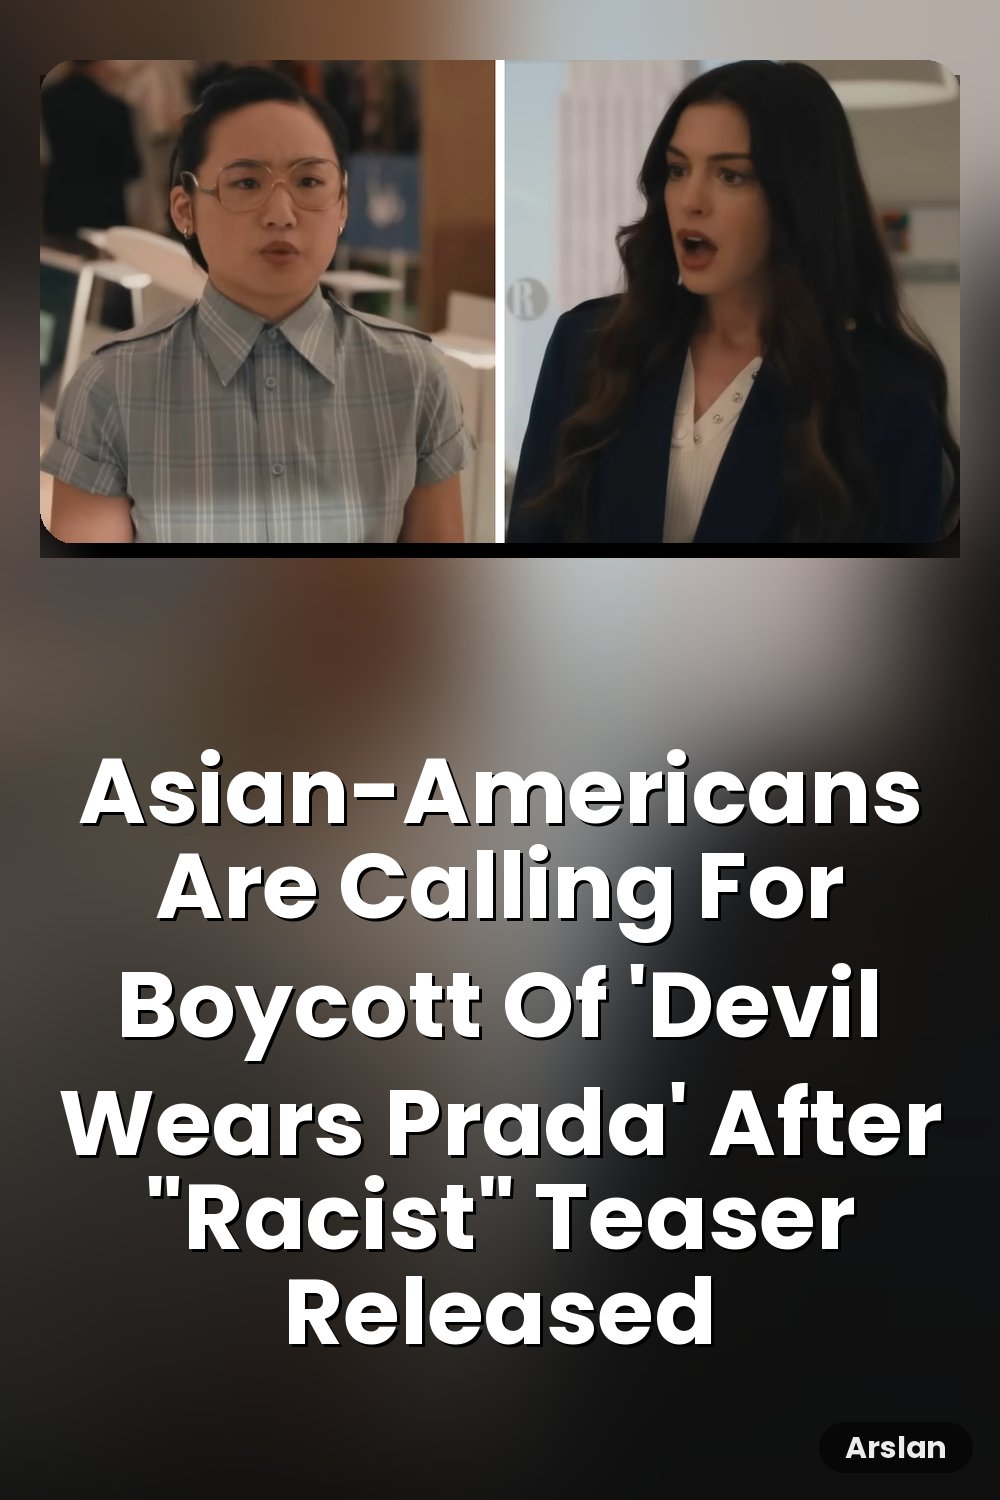 R
Asian-Americans
Are Calling For
Boycott Of 'Devil
Wears Prada' After
"Racist" Teaser
Released
Arslan